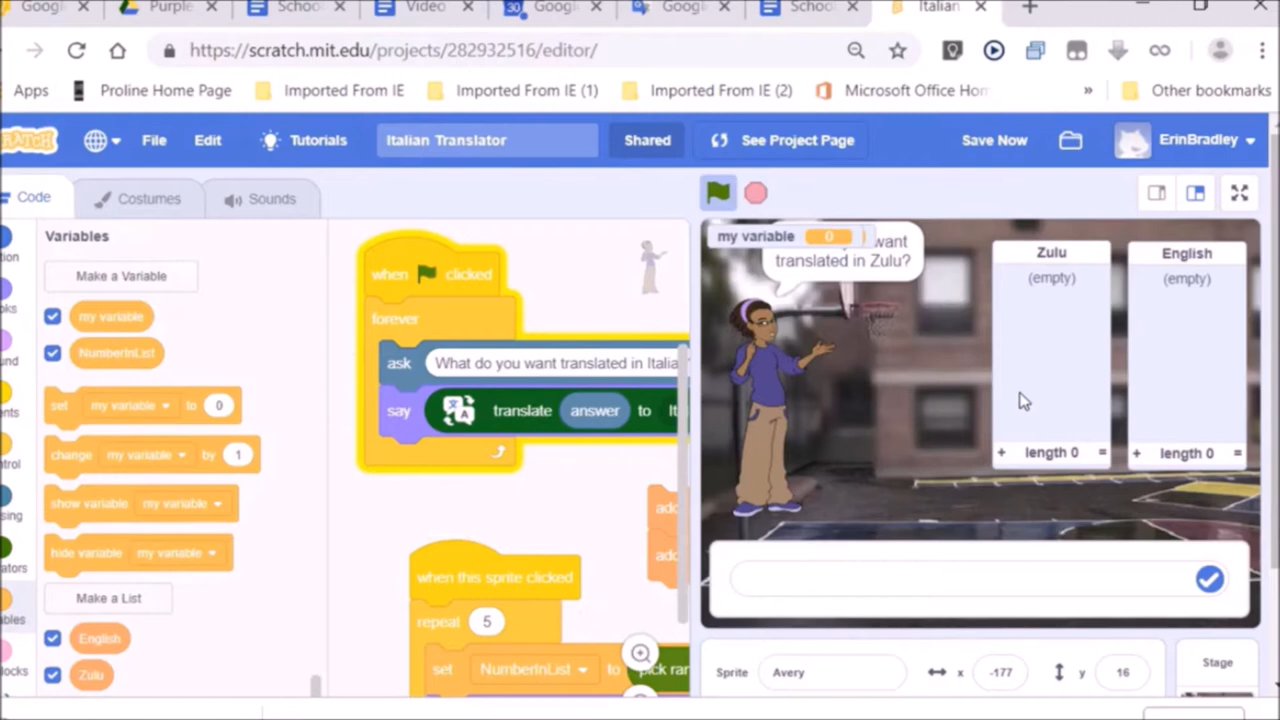 Googl Purple School Video 30 Googl Googl School Italian
https://scratch.mit.edu/projects/282932516/editor/
Apps Proline Home Page Imported From IE Imported From IE (1) Imported From IE (2) Microsoft Office Hom » Other bookmarks
File Edit Tutorials Italian Translator Shared See Project Page Save Now ErinBradley
Code Costumes Sounds
Variables
Make a Variable
my variable
NumberInList
set my variable to 0
change my variable by 1
show variable my variable
hide variable my variable
Make a List
English
Zulu
when clicked
forever
ask What do you want translated in Italia
say translate answer to It
when this sprite clicked
repeat 5
set NumberInList to pick ran
my variable 0
want
translated in Zulu?
Zulu
(empty)
+ length 0 =
English
(empty)
+ length 0 =
Sprite Avery x -177 y 16
Stage